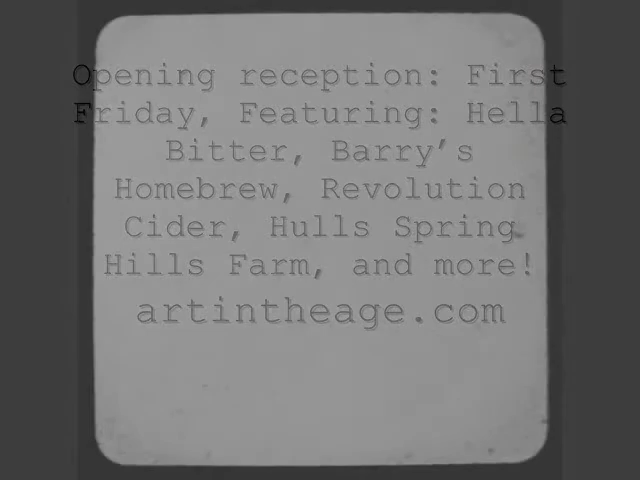 Opening reception: First
Friday, Featuring: Hella
Bitter, Barry’s
Homebrew, Revolution
Cider, Hulls Spring
Hills Farm, and more!
artintheage.com